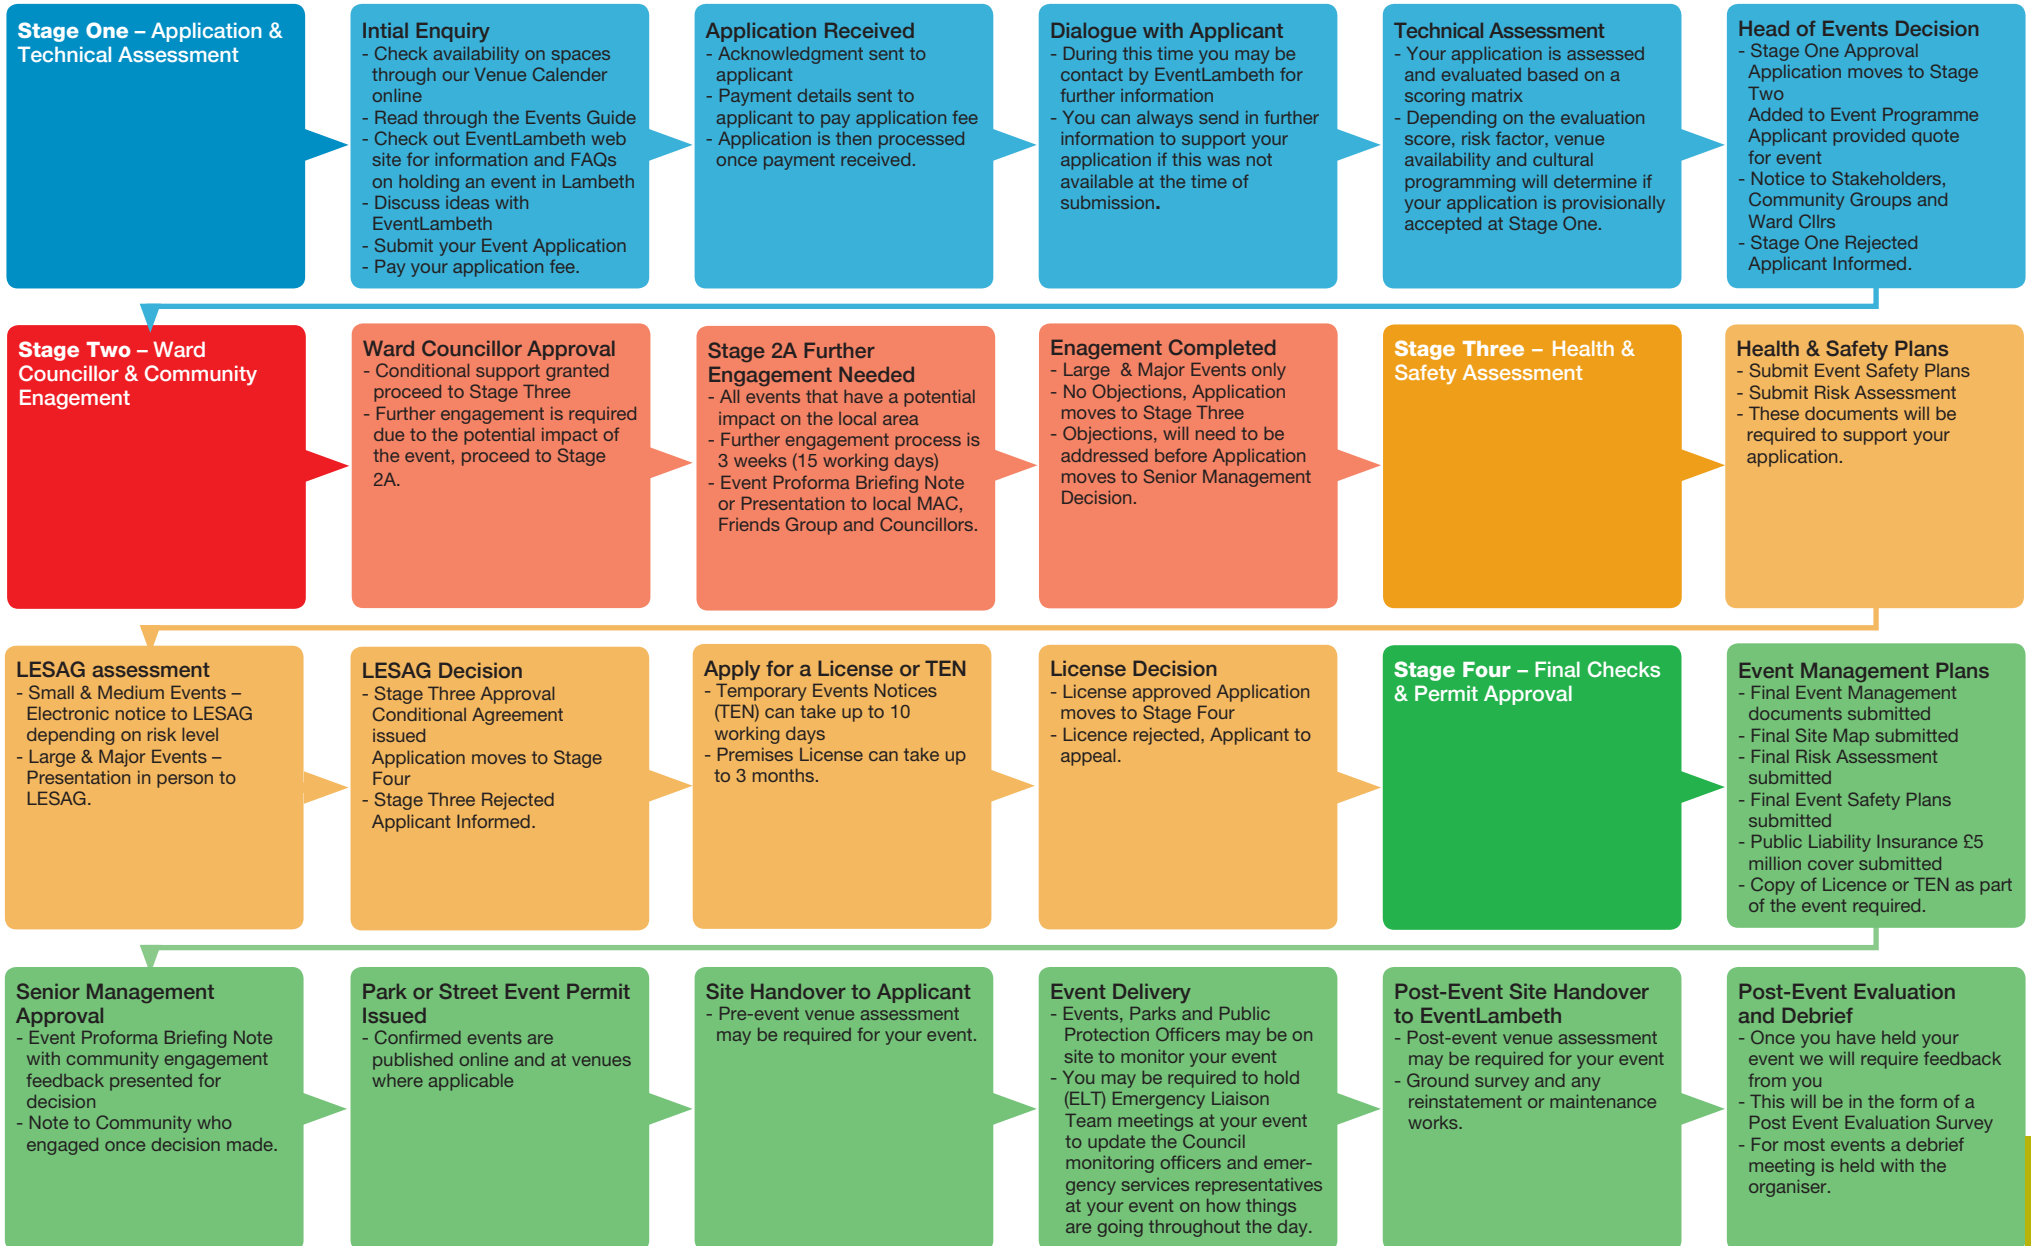 Stage One – Application &
Technical Assessment
Intial Enquiry
- Check availability on spaces
through our Venue Calender
online
- Read through the Events Guide
- Check out EventLambeth web
site for information and FAQs
on holding an event in Lambeth
- Discuss ideas with
EventLambeth
- Submit your Event Application
- Pay your application fee.
Application Received
- Acknowledgment sent to
applicant
- Payment details sent to
applicant to pay application fee
- Application is then processed
once payment received.
Dialogue with Applicant
- During this time you may be
contact by EventLambeth for
further information
- You can always send in further
information to support your
application if this was not
available at the time of
submission.
Technical Assessment
- Your application is assessed
and evaluated based on a
scoring matrix
- Depending on the evaluation
score, risk factor, venue
availability and cultural
programming will determine if
your application is provisionally
accepted at Stage One.
Head of Events Decision
- Stage One Approval
Application moves to Stage
Two
Added to Event Programme
Applicant provided quote
for event
- Notice to Stakeholders,
Community Groups and
Ward Cllrs
- Stage One Rejected
Applicant Informed.
Stage Two – Ward
Councillor & Community
Enagement
Ward Councillor Approval
- Conditional support granted
proceed to Stage Three
- Further engagement is required
due to the potential impact of
the event, proceed to Stage
2A.
Stage 2A Further
Engagement Needed
- All events that have a potential
impact on the local area
- Further engagement process is
3 weeks (15 working days)
- Event Proforma Briefing Note
or Presentation to local MAC,
Friends Group and Councillors.
Enagement Completed
- Large & Major Events only
- No Objections, Application
moves to Stage Three
- Objections, will need to be
addressed before Application
moves to Senior Management
Decision.
Stage Three – Health &
Safety Assessment
Health & Safety Plans
- Submit Event Safety Plans
- Submit Risk Assessment
- These documents will be
required to support your
application.
LESAG assessment
- Small & Medium Events –
Electronic notice to LESAG
depending on risk level
- Large & Major Events –
Presentation in person to
LESAG.
LESAG Decision
- Stage Three Approval
Conditional Agreement
issued
Application moves to Stage
Four
- Stage Three Rejected
Applicant Informed.
Apply for a License or TEN
- Temporary Events Notices
(TEN) can take up to 10
working days
- Premises License can take up
to 3 months.
License Decision
- License approved Application
moves to Stage Four
- Licence rejected, Applicant to
appeal.
Stage Four – Final Checks
& Permit Approval
Event Management Plans
- Final Event Management
documents submitted
- Final Site Map submitted
- Final Risk Assessment
submitted
- Final Event Safety Plans
submitted
- Public Liability Insurance £5
million cover submitted
- Copy of Licence or TEN as part
of the event required.
Senior Management
Approval
- Event Proforma Briefing Note
with community engagement
feedback presented for
decision
- Note to Community who
engaged once decision made.
Park or Street Event Permit
Issued
- Confirmed events are
published online and at venues
where applicable
Site Handover to Applicant
- Pre-event venue assessment
may be required for your event.
Event Delivery
- Events, Parks and Public
Protection Officers may be on
site to monitor your event
- You may be required to hold
(ELT) Emergency Liaison
Team meetings at your event
to update the Council
monitoring officers and emer-
gency services representatives
at your event on how things
are going throughout the day.
Post-Event Site Handover
to EventLambeth
- Post-event venue assessment
may be required for your event
- Ground survey and any
reinstatement or maintenance
works.
Post-Event Evaluation
and Debrief
- Once you have held your
event we will require feedback
from you
- This will be in the form of a
Post Event Evaluation Survey
- For most events a debrief
meeting is held with the
organiser.